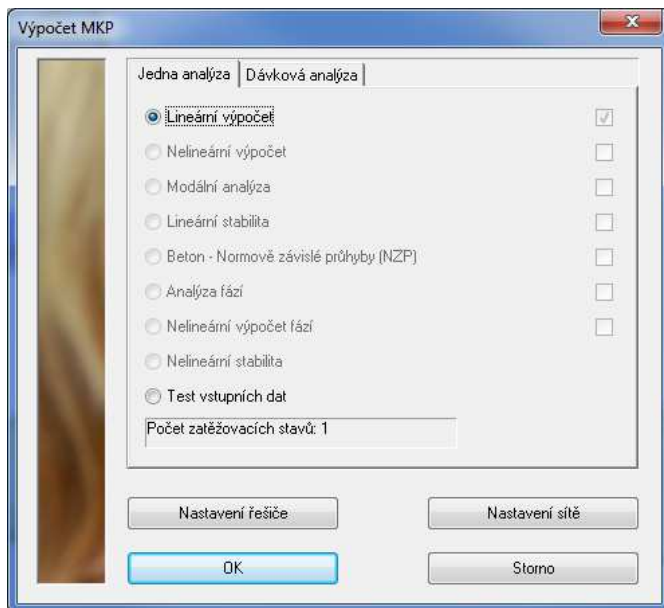 Výpočet MKP
Jedna analýza
Dávková analýza
Lineární výpočet
Nelineární výpočet
Modální analýza
Lineární stabilita
Beton - Normově závislé průhyby (NZP)
Analýza fází
Nelineární výpočet fází
Nelineární stabilita
Test vstupních dat
Počet zatěžovacích stavů: 1
Nastavení řešiče
Nastavení sítě
OK
Storno